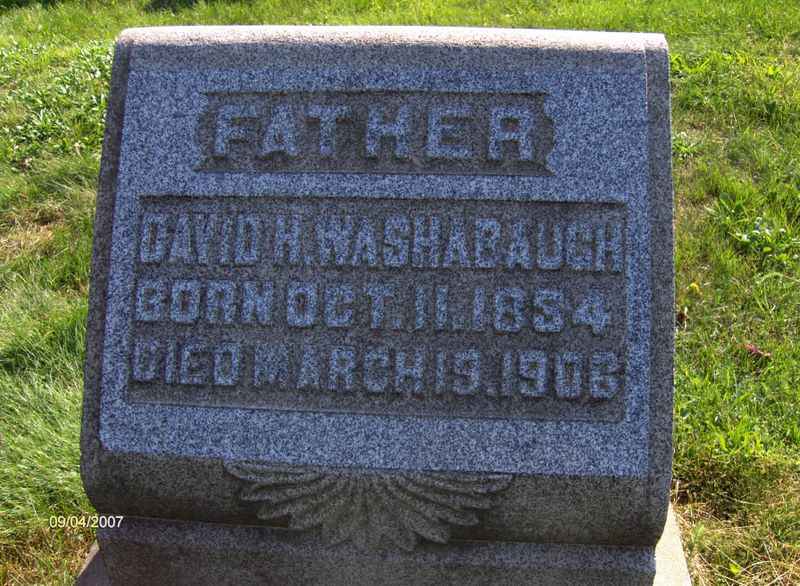 FATHER
DAVID H. WASHABAUGH
BORN OCT. 11. 1854
DIED MARCH 19. 1906
09/04/2007